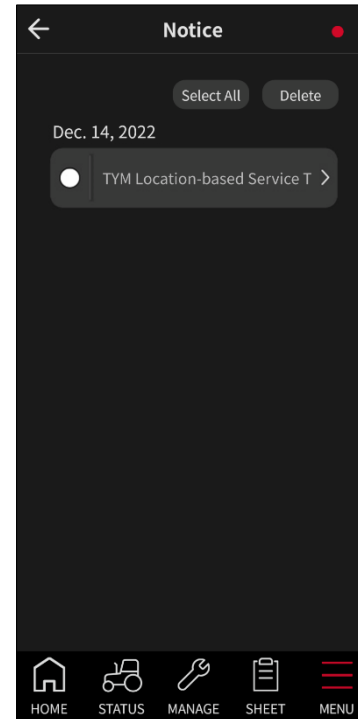 Notice
Select All Delete
Dec. 14, 2022
TYM Location-based Service T
HOME STATUS MANAGE SHEET MENU